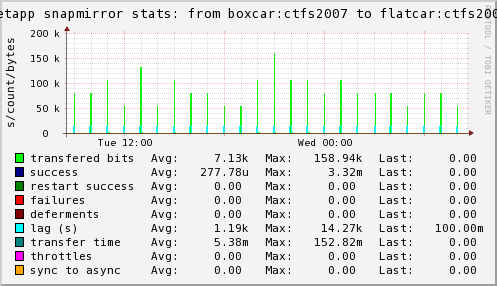 etapp snapmirror stats: from boxcar:ctfs2007 to flatcar:ctfs200
RRDTOOL / TOBI OETIKER
s/count/bytes
200 k
150 k
100 k
50 k
0
Tue 12:00 Wed 00:00
transfered bits Avg: 7.13k Max: 158.94k Last: 0.00
success Avg: 277.78u Max: 3.32m Last: 0.00
restart success Avg: 0.00 Max: 0.00 Last: 0.00
failures Avg: 0.00 Max: 0.00 Last: 0.00
deferments Avg: 0.00 Max: 0.00 Last: 0.00
lag (s) Avg: 1.19k Max: 14.27k Last: 100.00m
transfer time Avg: 5.38m Max: 152.82m Last: 0.00
throttles Avg: 0.00 Max: 0.00 Last: 0.00
sync to async Avg: 0.00 Max: 0.00 Last: 0.00